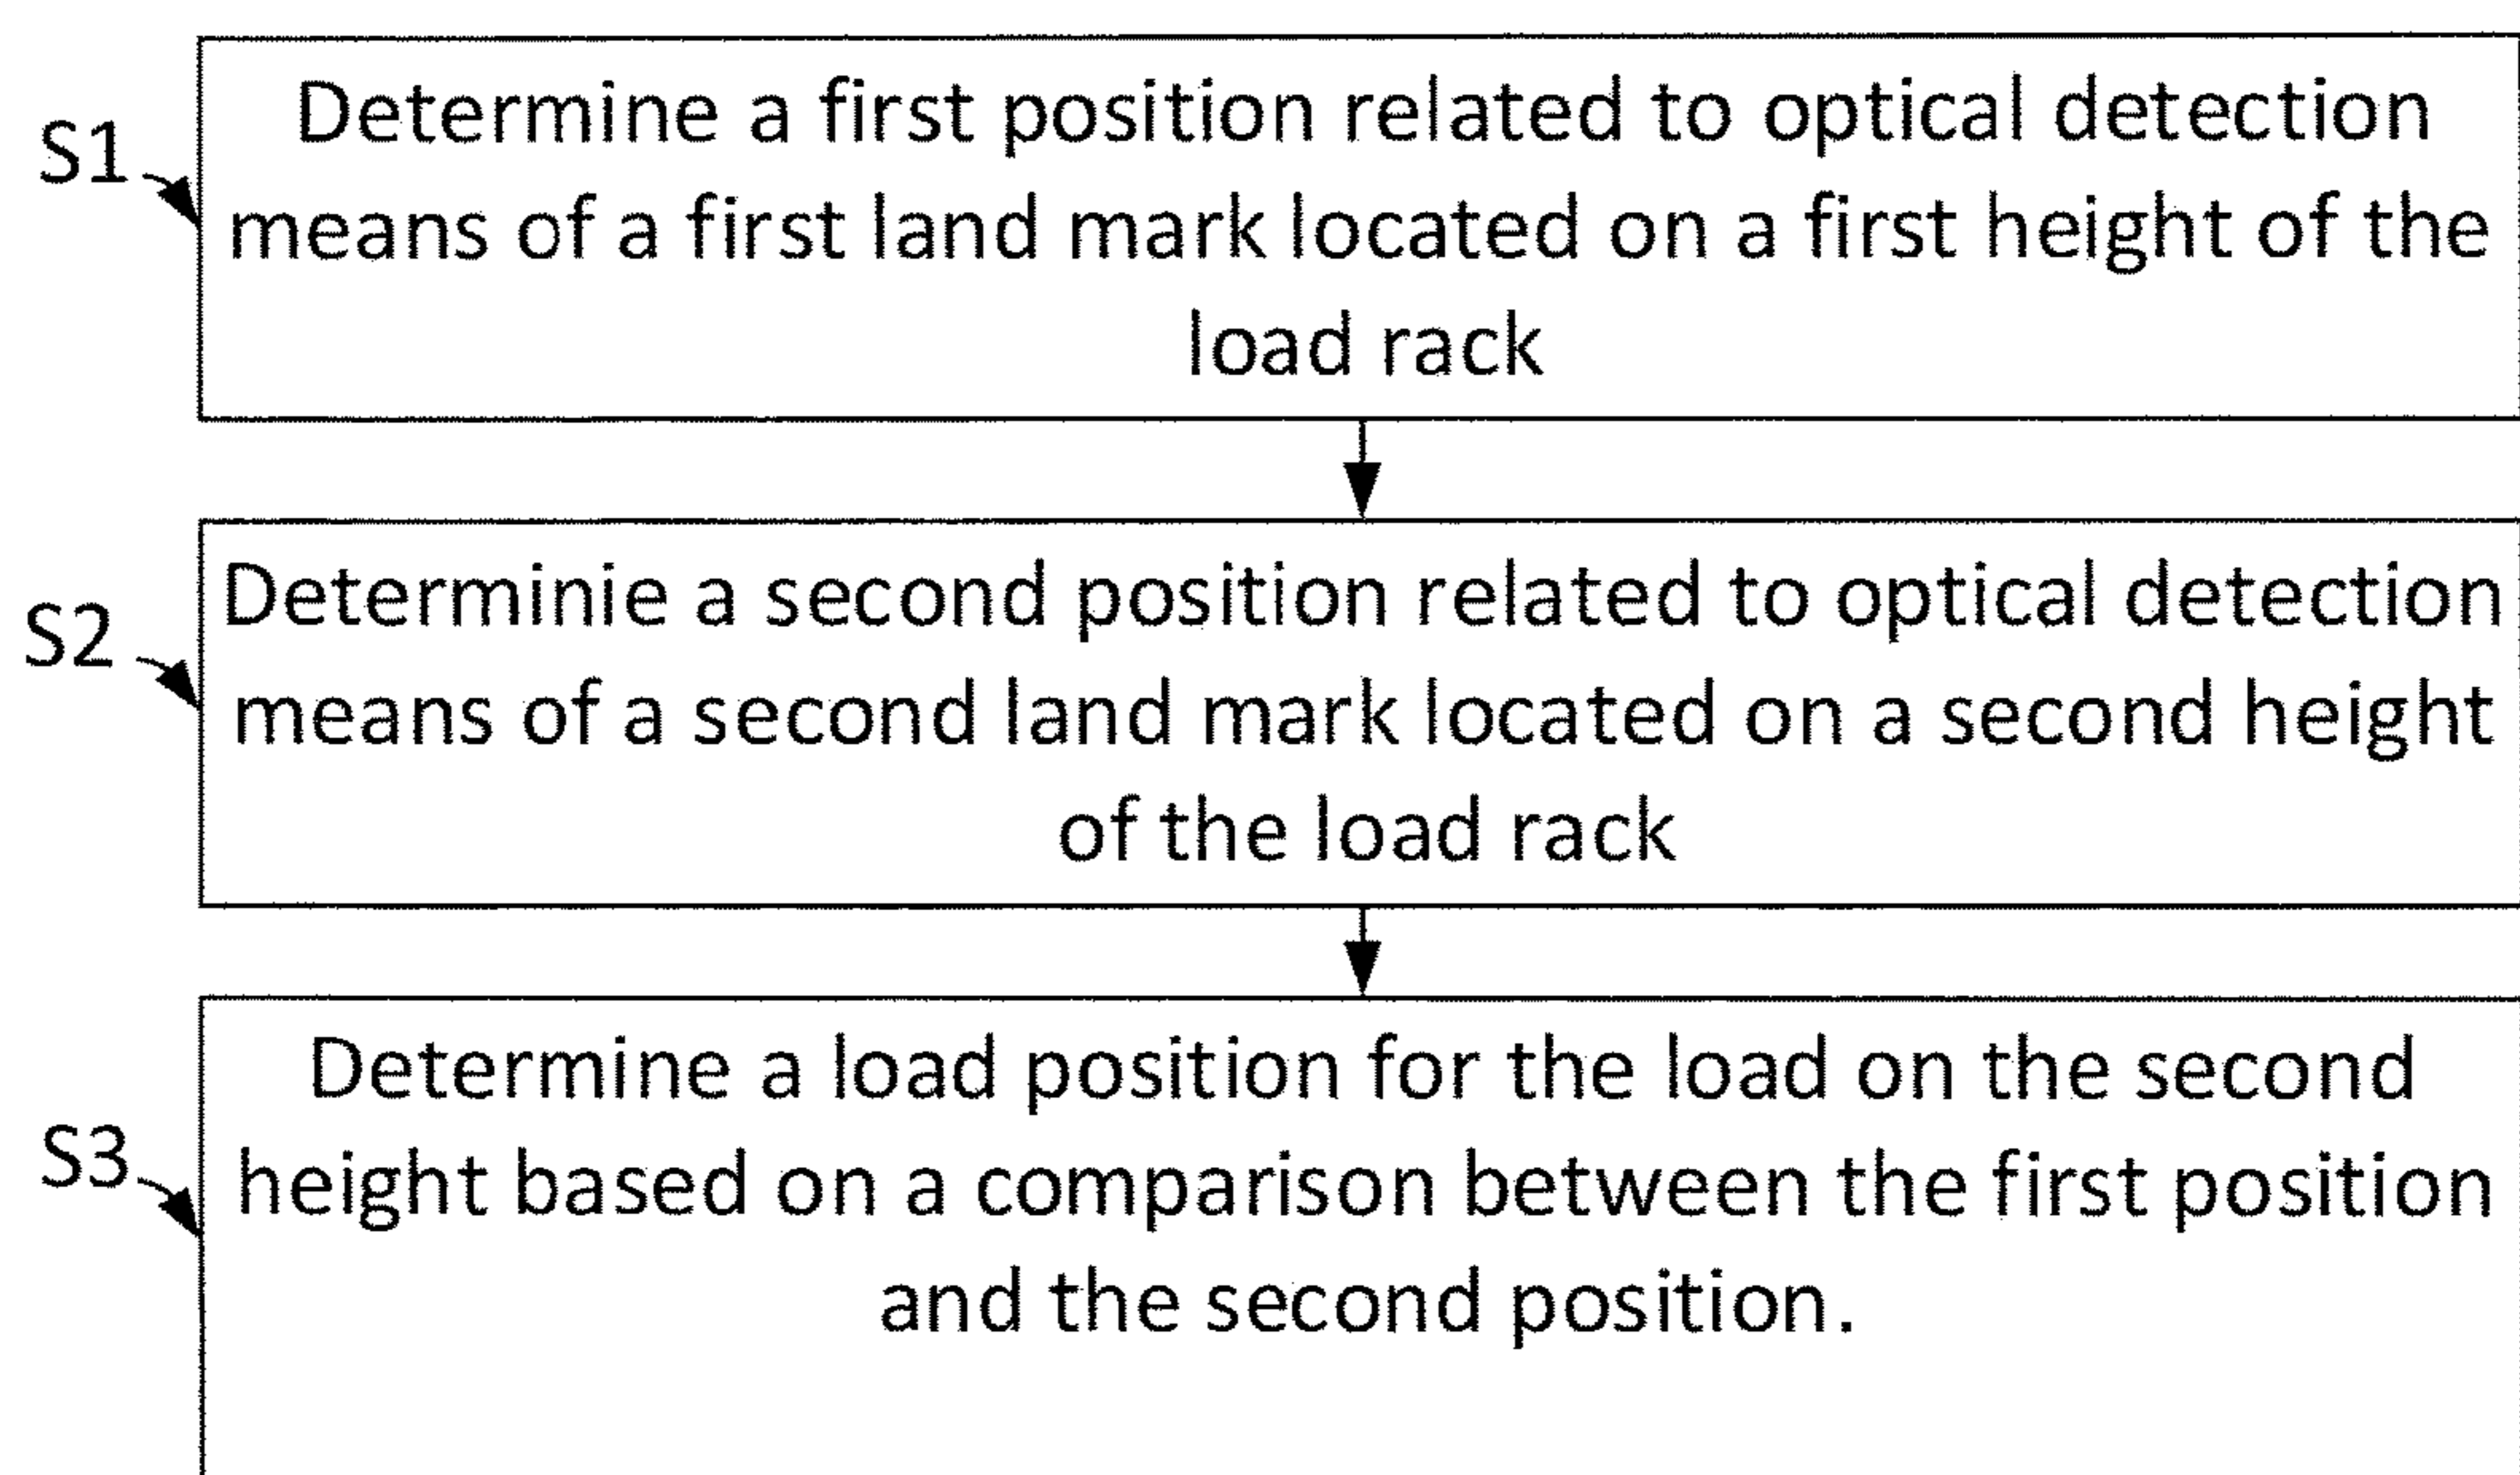 S1
Determine a first position related to optical detection
means of a first land mark located on a first height of the
load rack
S2
Determinie a second position related to optical detection
means of a second land mark located on a second height
of the load rack
S3
Determine a load position for the load on the second
height based on a comparison between the first position
and the second position.